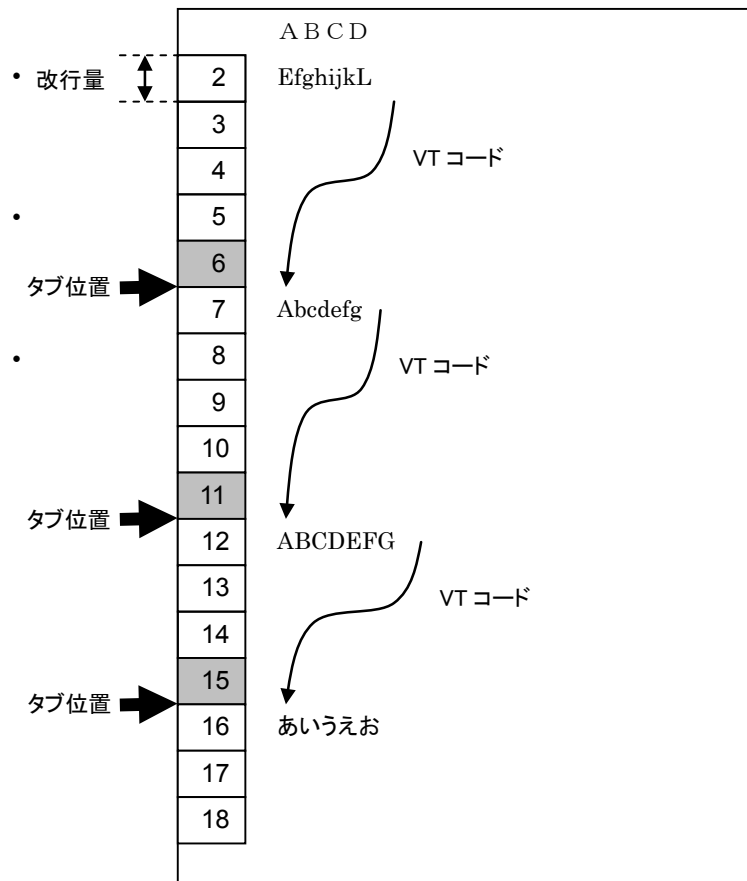 ＡＢＣＤ
• 改行量 2 EfghijkL
3
VT コード
4
• 5
6
タブ位置
7 Abcdefg
• 8
VT コード
9
10
11
タブ位置
12 ABCDEFG
13
VT コード
14
15
タブ位置
16 あいうえお
17
18